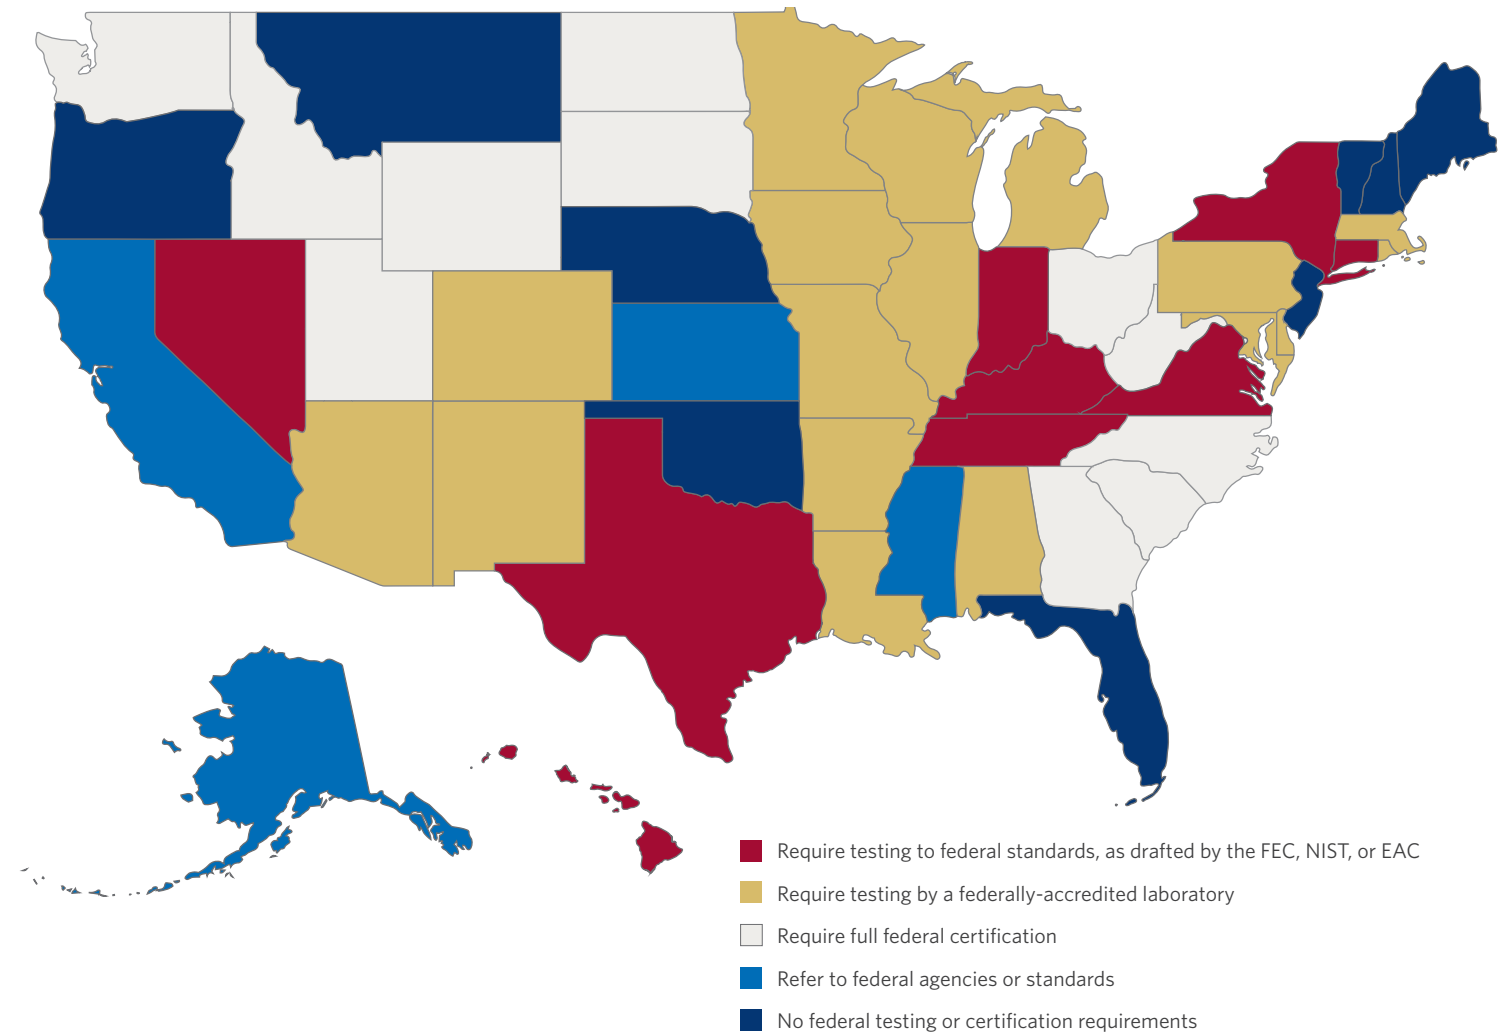 Require testing to federal standards, as drafted by the FEC, NIST, or EAC
Require testing by a federally-accredited laboratory
Require full federal certification
Refer to federal agencies or standards
No federal testing or certification requirements